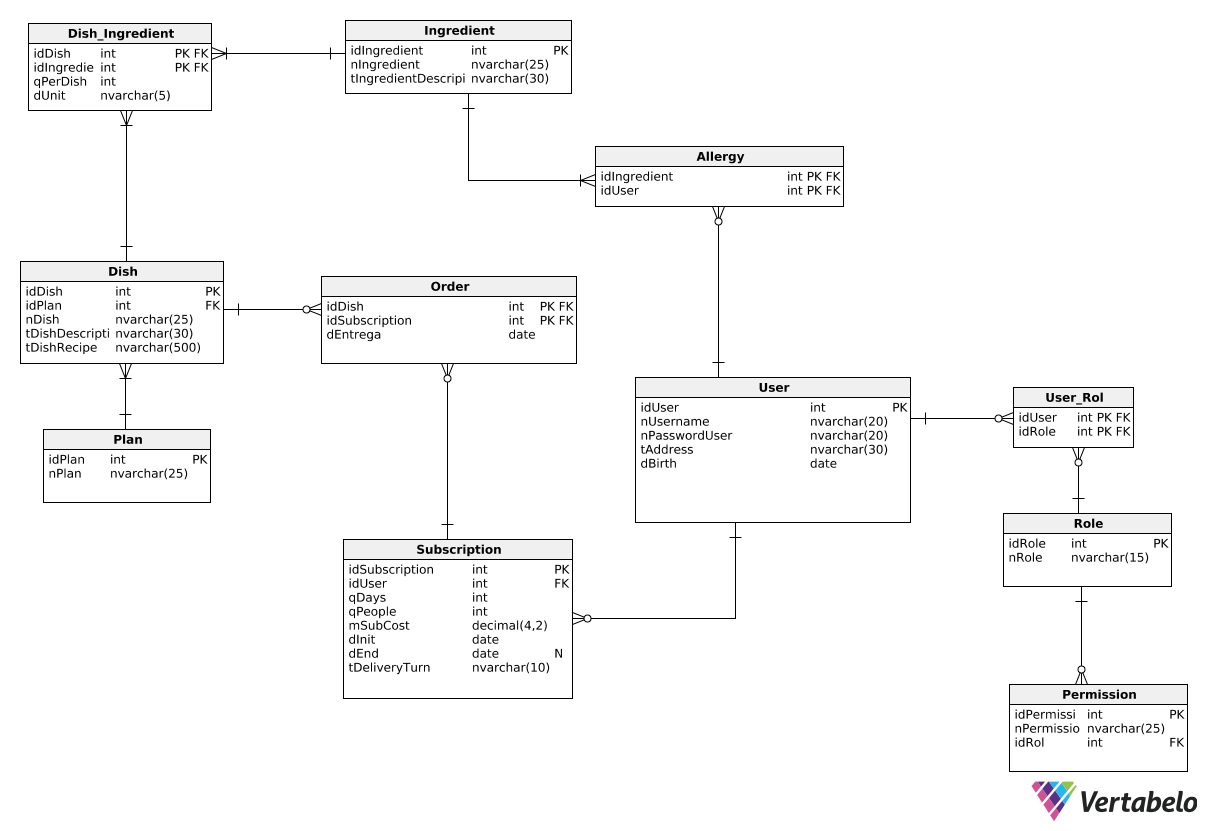 Dish_Ingredient
idDish int PK FK
idIngredie int PK FK
qPerDish int
dUnit nvarchar(5)
Ingredient
idIngredient int PK
nIngredient nvarchar(25)
tIngredientDescripi nvarchar(30)
Allergy
idIngredient int PK FK
idUser int PK FK
Dish
idDish int PK
idPlan int FK
nDish nvarchar(25)
tDishDescripti nvarchar(30)
tDishRecipe nvarchar(500)
Order
idDish int PK FK
idSubscription int PK FK
dEntrega date
User
idUser int PK
nUsername nvarchar(20)
nPasswordUser nvarchar(20)
tAddress nvarchar(30)
dBirth date
User_Rol
idUser int PK FK
idRole int PK FK
Plan
idPlan int PK
nPlan nvarchar(25)
Role
idRole int PK
nRole nvarchar(15)
Subscription
idSubscription int PK
idUser int FK
qDays int
qPeople int
mSubCost decimal(4,2)
dInit date
dEnd date N
tDeliveryTurn nvarchar(10)
Permission
idPermissi int PK
nPermissio nvarchar(25)
idRol int FK
Vertabelo